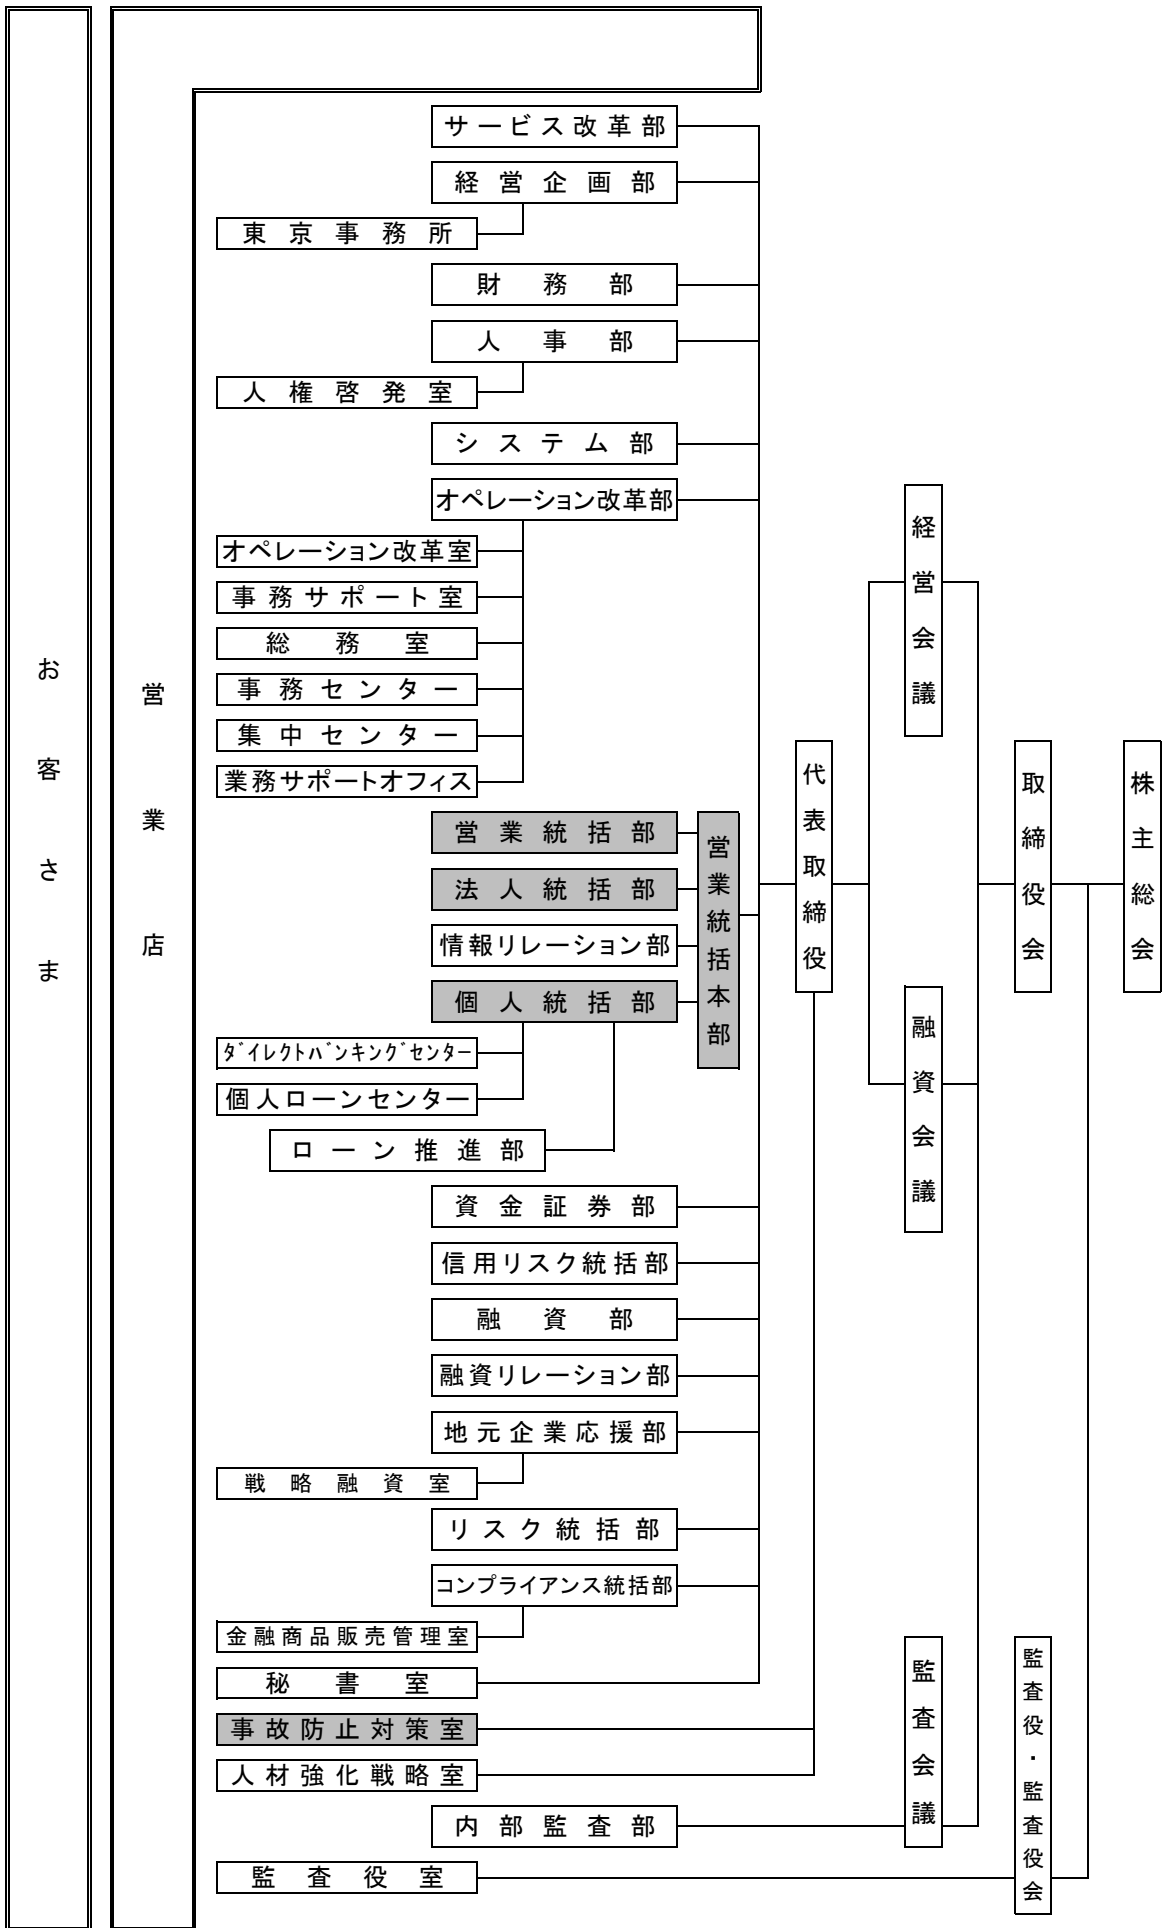 お客さま
営業店
サービス改革部
経営企画部
東京事務所
財務部
人事部
人権啓発室
システム部
オペレーション改革部
オペレーション改革室
事務サポート室
総務室
事務センター
集中センター
業務サポートオフィス
営業統括部
法人統括部
情報リレーション部
個人統括部
営業統括本部
ﾀﾞｲﾚｸﾄﾊﾞﾝｷﾝｸﾞｾﾝﾀｰ
個人ローンセンター
ローン推進部
資金証券部
信用リスク統括部
融資部
融資リレーション部
地元企業応援部
戦略融資室
リスク統括部
コンプライアンス統括部
金融商品販売管理室
秘書室
事故防止対策室
人材強化戦略室
内部監査部
監査役室
代表取締役
経営会議
融資会議
監査会議
取締役会
監査役・監査役会
株主総会